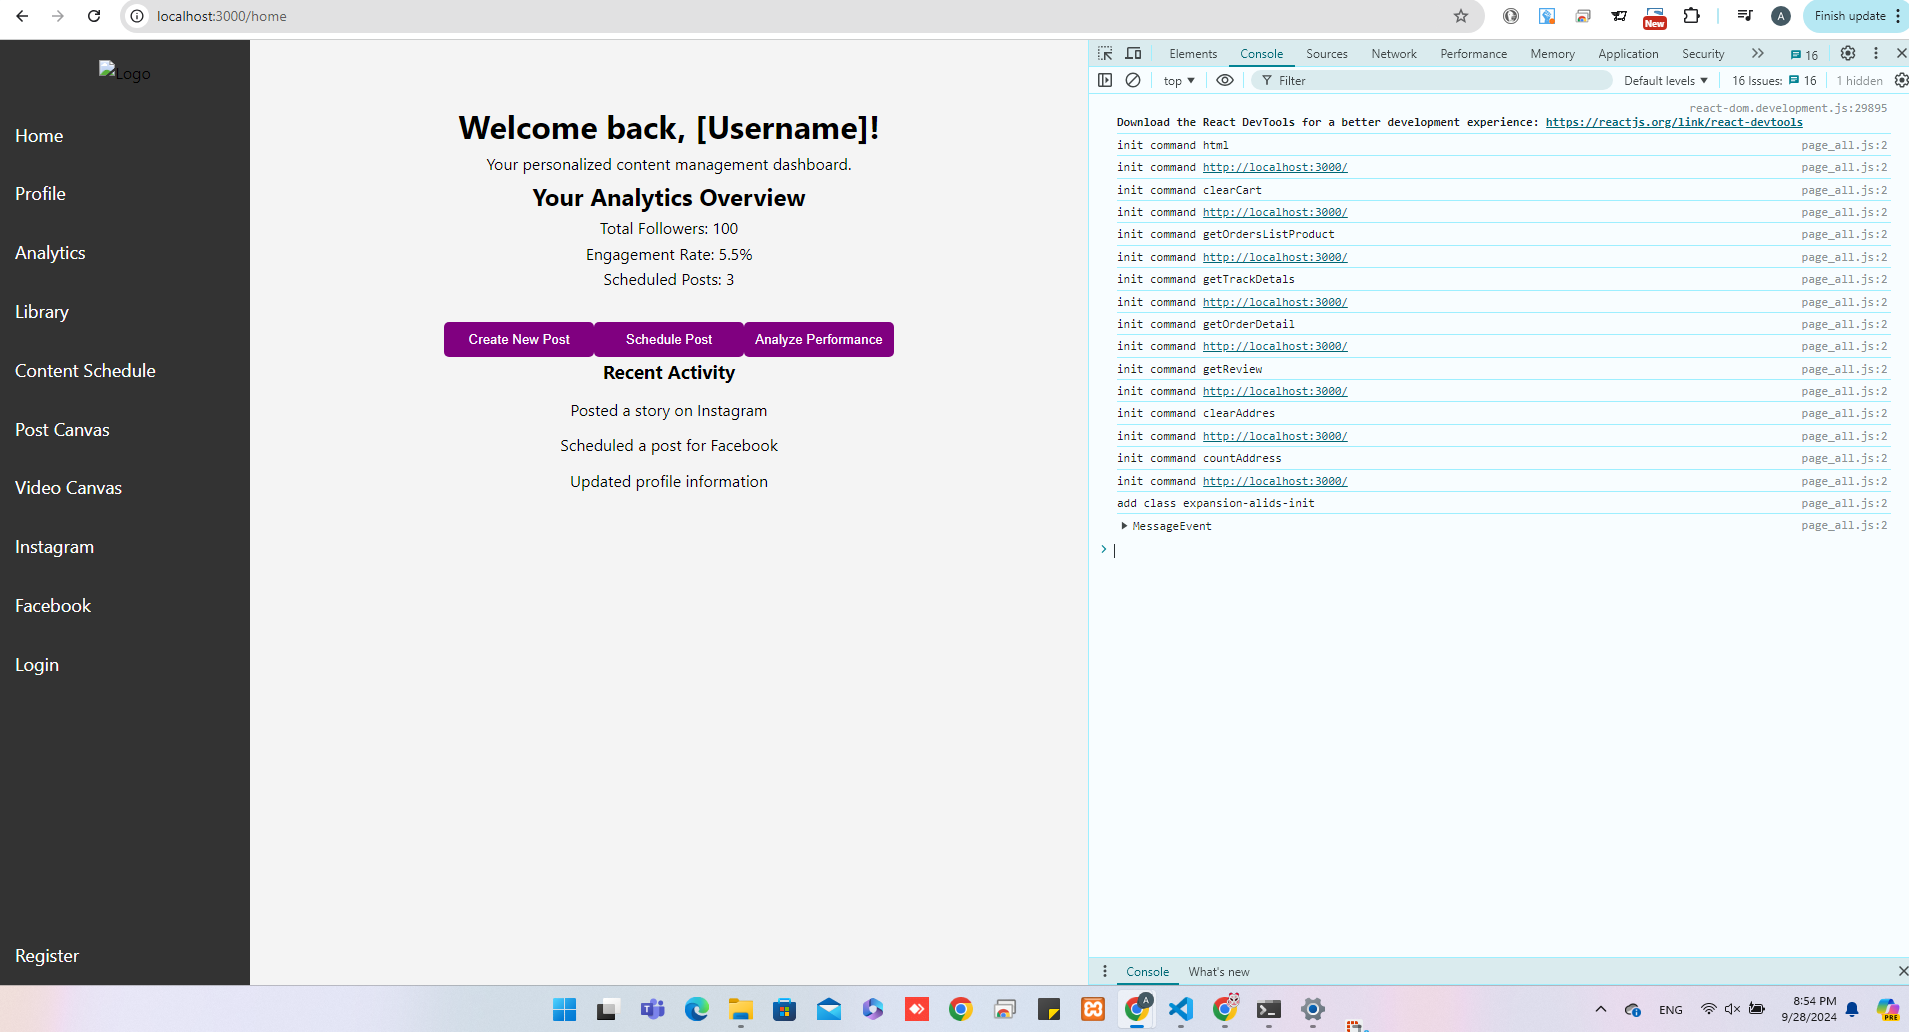 localhost:3000/home
New
A
Finish update
Logo
Home
Profile
Analytics
Library
Content Schedule
Post Canvas
Video Canvas
Instagram
Facebook
Login
Register
Welcome back, [Username]!
Your personalized content management dashboard.
Your Analytics Overview
Total Followers: 100
Engagement Rate: 5.5%
Scheduled Posts: 3
Create New Post Schedule Post Analyze Performance
Recent Activity
Posted a story on Instagram
Scheduled a post for Facebook
Updated profile information
Elements Console Sources Network Performance Memory Application Security 16
top Filter Default levels 16 Issues: 16 1 hidden
react-dom.development.js:29895
Download the React DevTools for a better development experience: https://reactjs.org/link/react-devtools
init command html page_all.js:2
init command http://localhost:3000/ page_all.js:2
init command clearCart page_all.js:2
init command http://localhost:3000/ page_all.js:2
init command getOrdersListProduct page_all.js:2
init command http://localhost:3000/ page_all.js:2
init command getTrackDetals page_all.js:2
init command http://localhost:3000/ page_all.js:2
init command getOrderDetail page_all.js:2
init command http://localhost:3000/ page_all.js:2
init command getReview page_all.js:2
init command http://localhost:3000/ page_all.js:2
init command clearAddres page_all.js:2
init command http://localhost:3000/ page_all.js:2
init command countAddress page_all.js:2
init command http://localhost:3000/ page_all.js:2
add class expansion-alids-init page_all.js:2
MessageEvent page_all.js:2
Console What's new
A
ENG
8:54 PM
9/28/2024
PRE